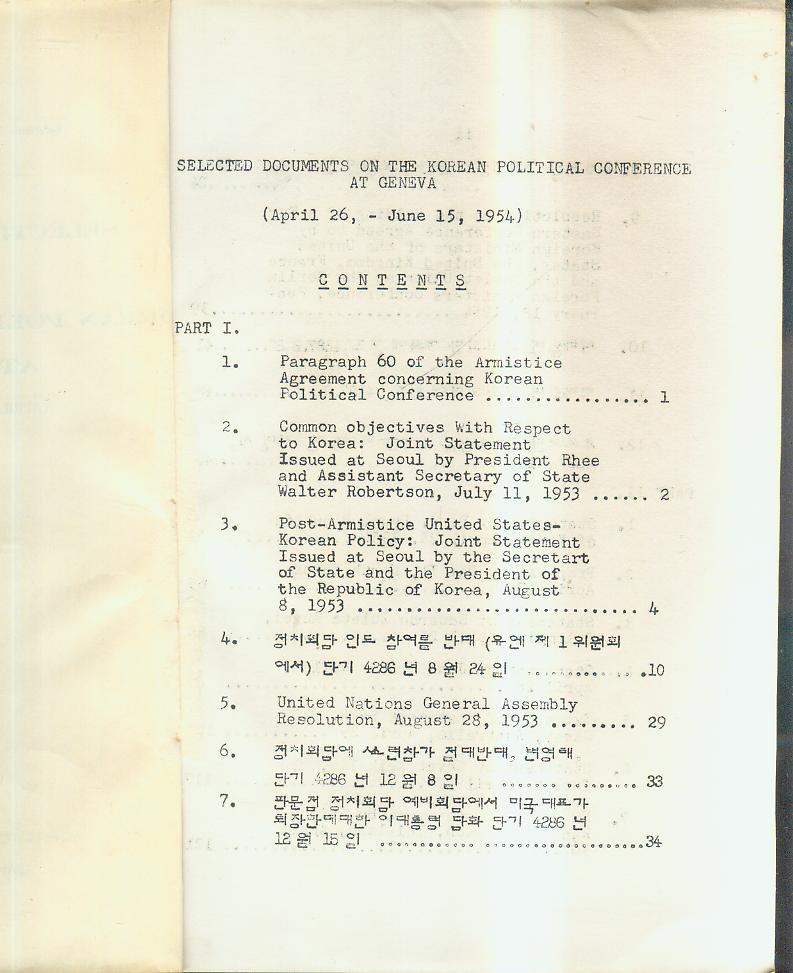 SELECTED DOCUMENTS ON THE KOREAN POLITICAL CONFERENCE
AT GENEVA
(April 26, - June 15, 1954)
C O N T E N T S
PART I.
1. Paragraph 60 of the Armistice
Agreement concerning Korean
Political Conference .................. 1
2. Common objectives With Respect
to Korea: Joint Statement
Issued at Seoul by President Rhee
and Assistant Secretary of State
Walter Robertson, July 11, 1953 ...... 2
3. Post-Armistice United States-
Korean Policy: Joint Statement
Issued at Seoul by the Secretart
of State and the President of
the Republic of Korea, August
8, 1953 ............................. 4
4. 정치회담 인도 참여를 반대 (유엔 제 1 위원회
에서) 단기 4286 년 8 월 24 일 ............10
5. United Nations General Assembly
Resolution, August 28, 1953 ......... 29
6. 정치회담에 쏘련참가 절대반대, 변영태
단기 4286 년 12 월 8 일 ................. 33
7. 판문점 정치회담 예비회담에서 미국 대표가
퇴장한데대한 이대통령 담화 단기 4286 년
12 월 15 일 ..................................34